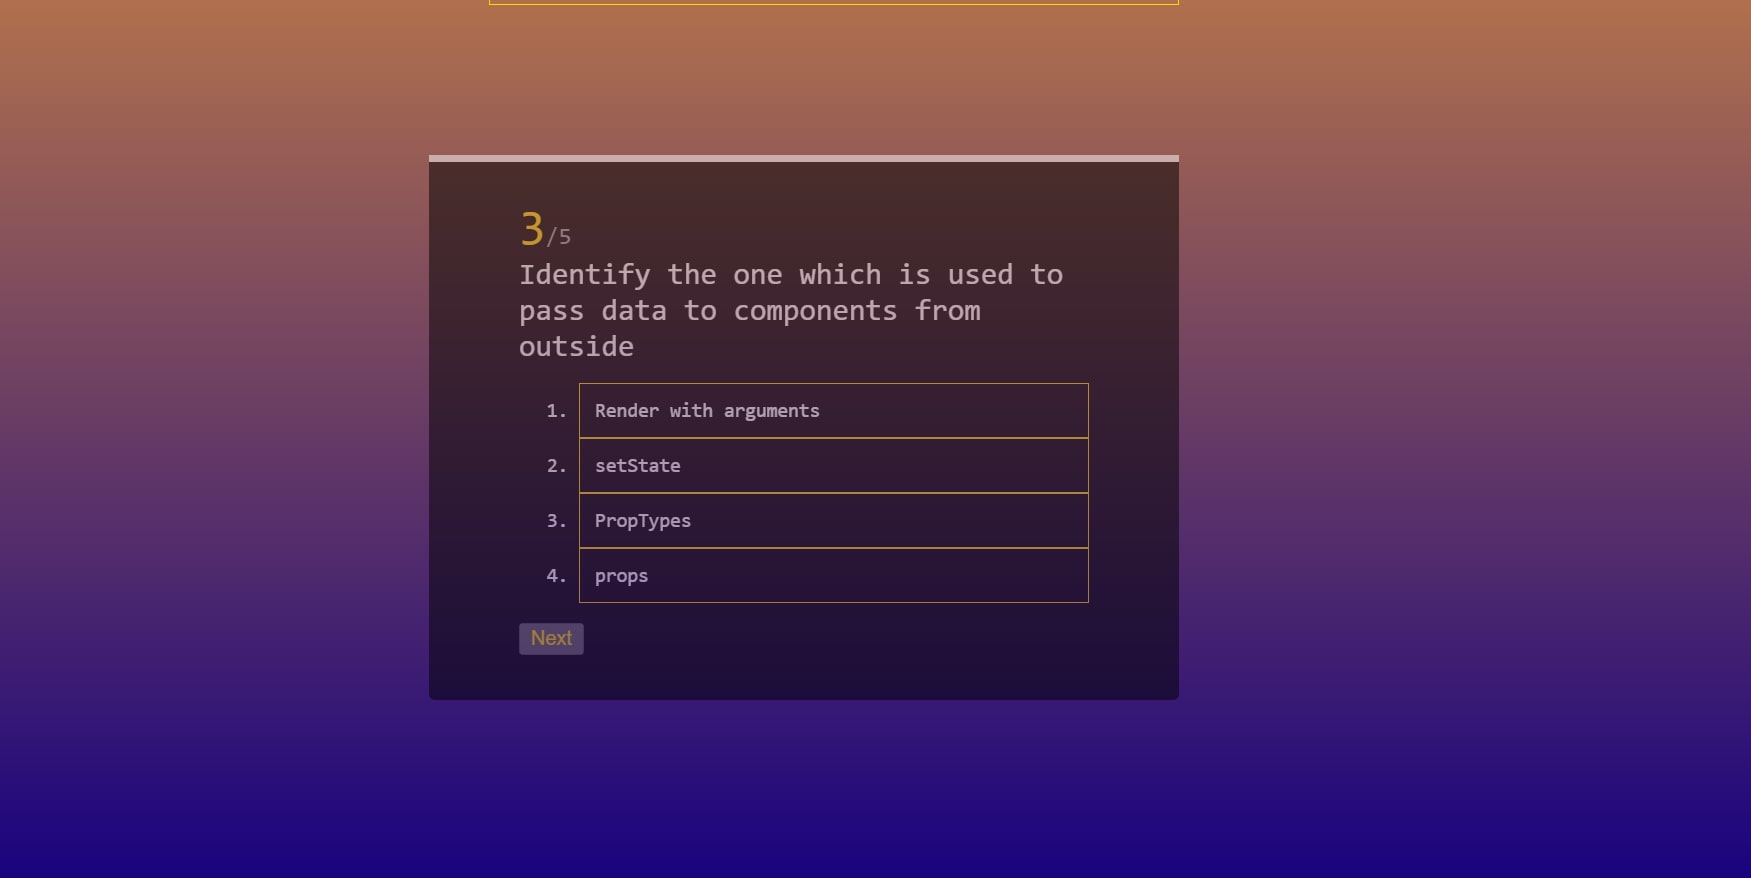 3/5
Identify the one which is used to
pass data to components from
outside
1. Render with arguments
2. setState
3. PropTypes
4. props
Next